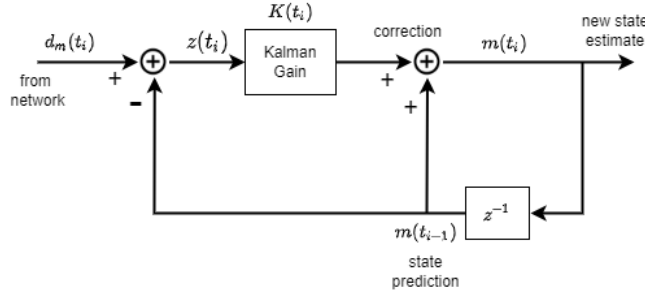 K(t_i)
new state
estimate
d_m(t_i)
z(t_i)
Kalman
Gain
correction
m(t_i)
from
network
+
-
+
+
z^{-1}
m(t_{i-1})
state
prediction